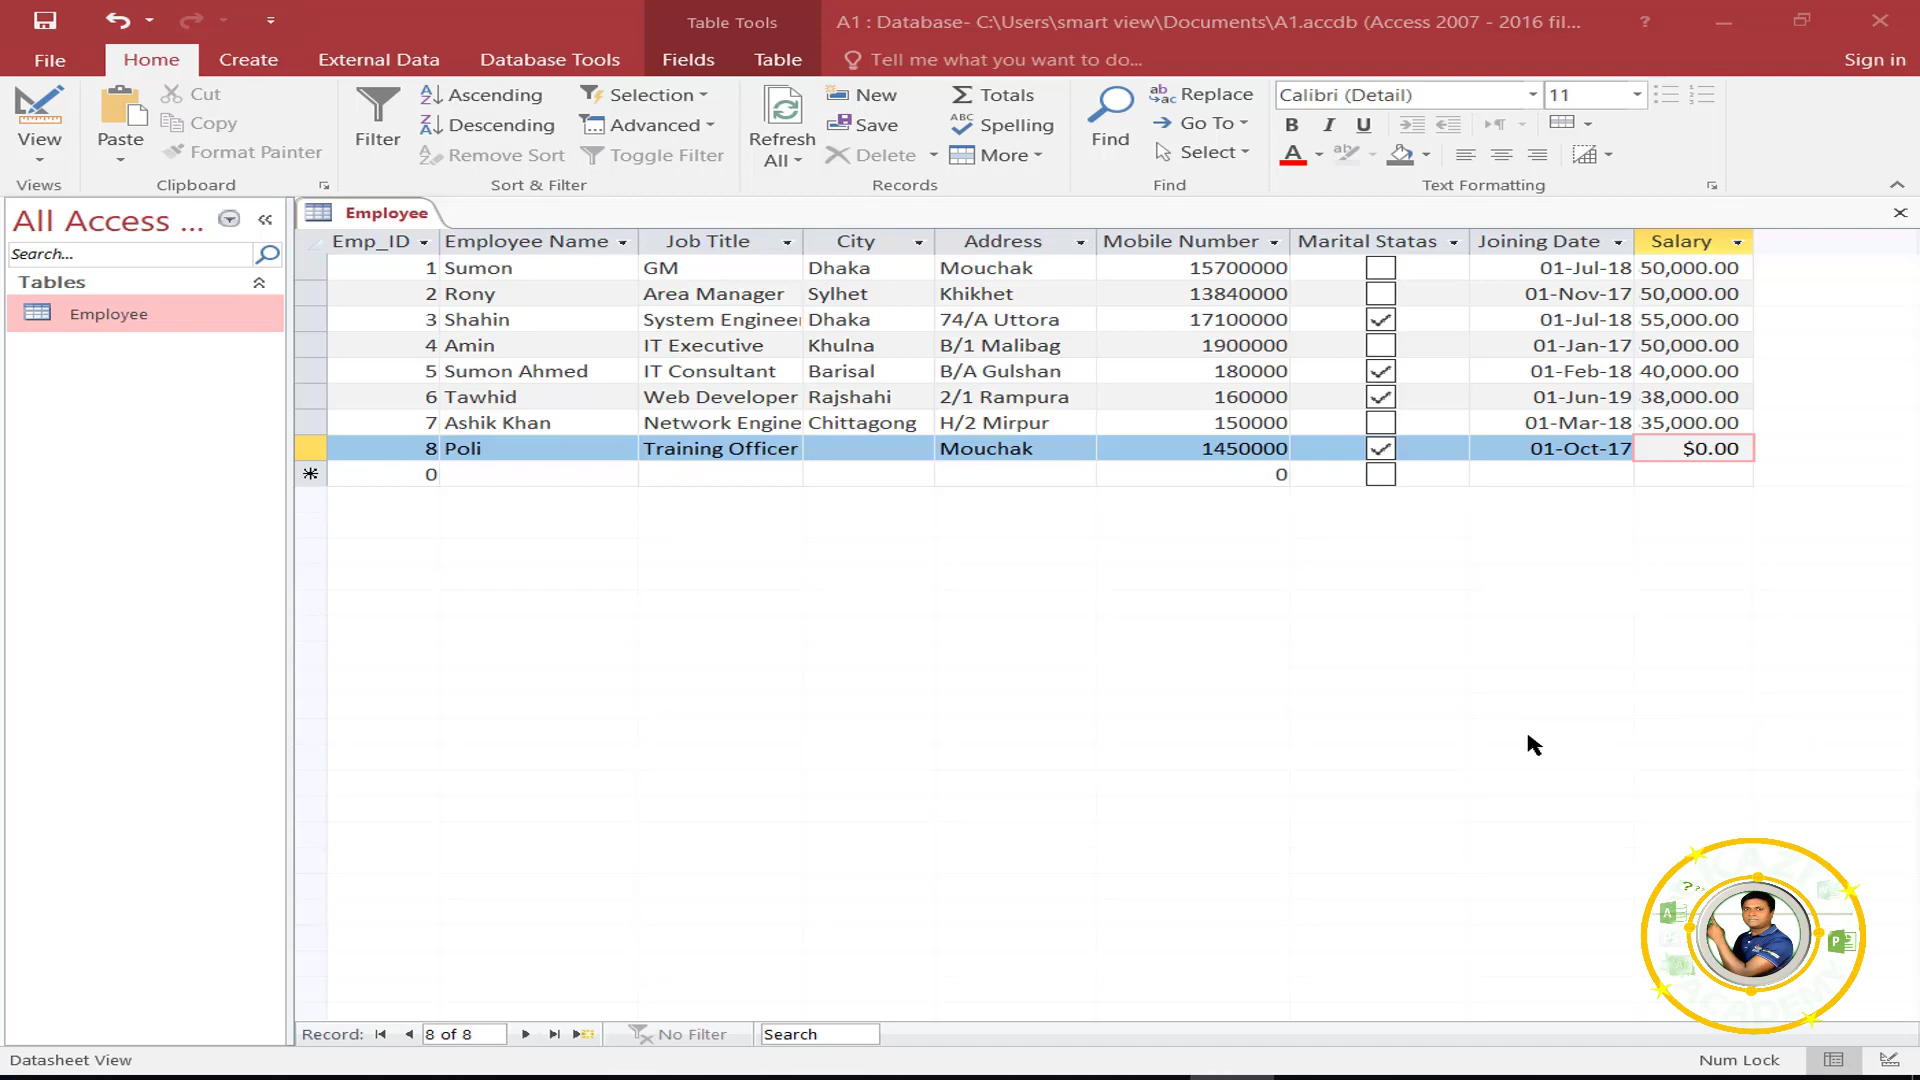 Table Tools
A1 : Database- C:\Users\smart view\Documents\A1.accdb (Access 2007 - 2016 fil...
?
File Home Create External Data Database Tools Fields Table Tell me what you want to do... Sign in
View
Views
Paste
Cut
Copy
Format Painter
Clipboard
Filter
Ascending
Descending
Remove Sort
Selection
Advanced
Toggle Filter
Sort & Filter
Refresh
All
New
Save
Delete
Totals
Spelling
More
Records
Find
Replace
Go To
Select
Find
Calibri (Detail) 11
B I U
A
Text Formatting
All Access ...
Search...
Tables
Employee
Employee
Emp_ID Employee Name Job Title City Address Mobile Number Marital Statas Joining Date Salary
1 Sumon GM Dhaka Mouchak 15700000 01-Jul-18 50,000.00
2 Rony Area Manager Sylhet Khikhet 13840000 01-Nov-17 50,000.00
3 Shahin System Engineer Dhaka 74/A Uttora 17100000 01-Jul-18 55,000.00
4 Amin IT Executive Khulna B/1 Malibag 1900000 01-Jan-17 50,000.00
5 Sumon Ahmed IT Consultant Barisal B/A Gulshan 180000 01-Feb-18 40,000.00
6 Tawhid Web Developer Rajshahi 2/1 Rampura 160000 01-Jun-19 38,000.00
7 Ashik Khan Network Engine Chittagong H/2 Mirpur 150000 01-Mar-18 35,000.00
8 Poli Training Officer Mouchak 1450000 01-Oct-17 $0.00
0 0
ACADEMY
Record: 8 of 8 No Filter Search
Datasheet View
Num Lock